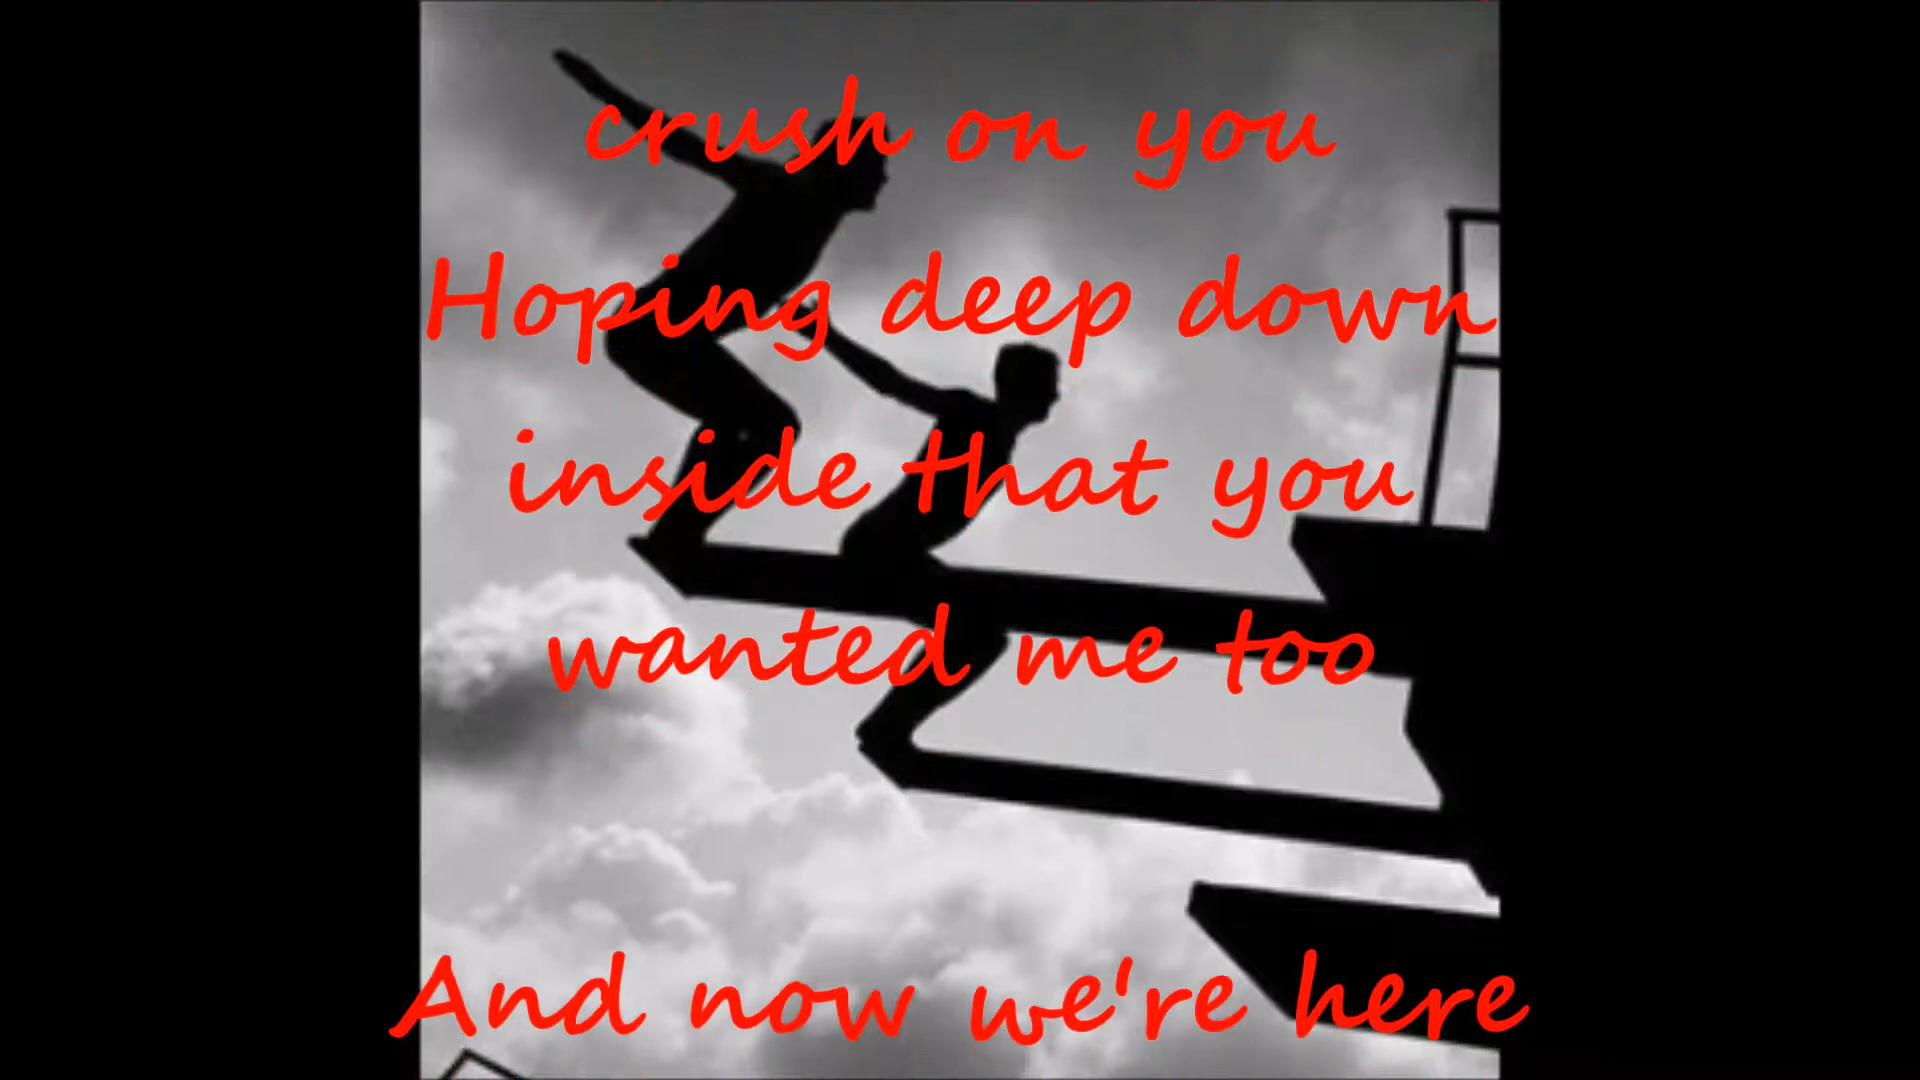 crush on you
Hoping deep down
inside that you
wanted me too
And now we're here